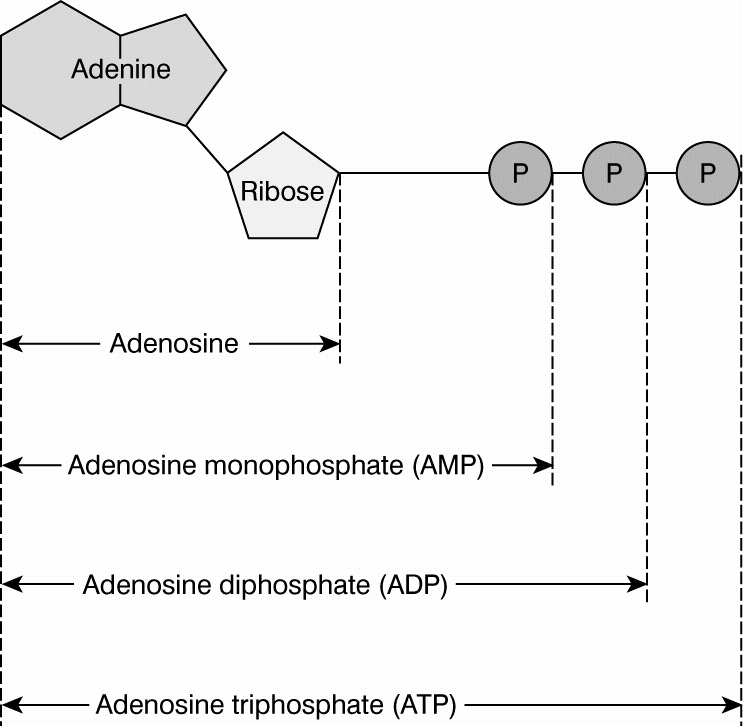 Adenine
Ribose
P P P
Adenosine
Adenosine monophosphate (AMP)
Adenosine diphosphate (ADP)
Adenosine triphosphate (ATP)